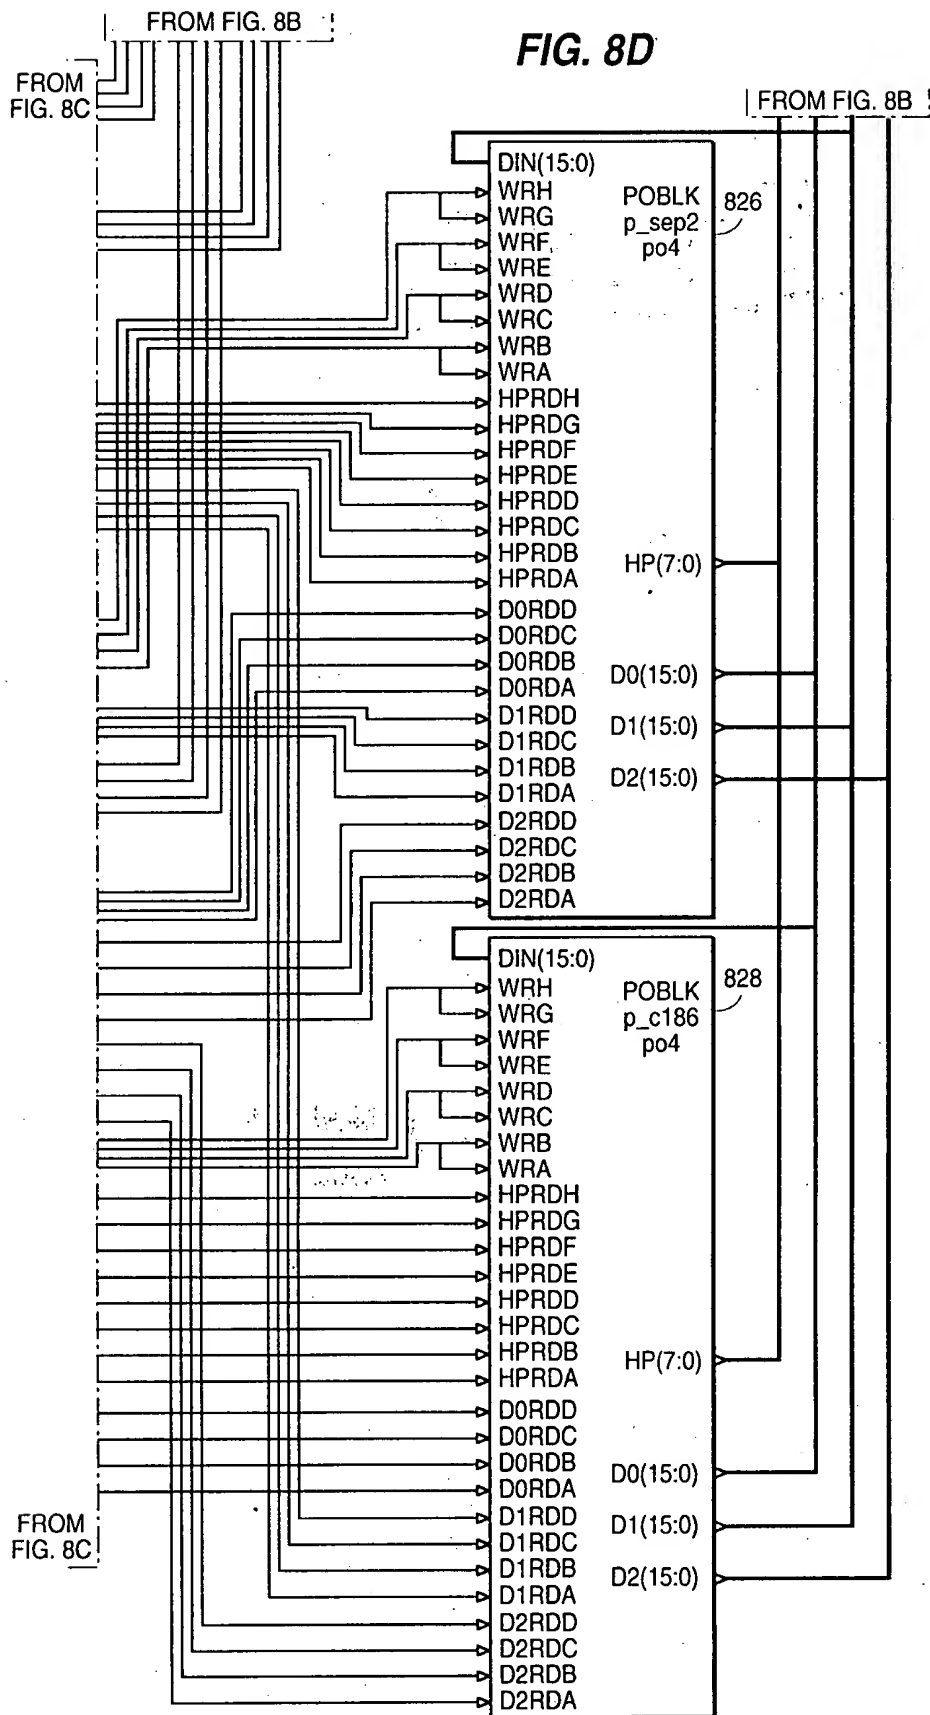 FROM FIG. 8B
FIG. 8D
FROM
FIG. 8C
FROM FIG. 8B
DIN(15:0)
WRH
WRG
WRF
WRE
WRD
WRC
WRB
WRA
HPRDH
HPRDG
HPRDF
HPRDE
HPRDD
HPRDC
HPRDB
HPRDA
D0RDD
D0RDC
D0RDB
D0RDA
D1RDD
D1RDC
D1RDB
D1RDA
D2RDD
D2RDC
D2RDB
D2RDA
POBLK
p_sep2
po4
826
HP(7:0)
D0(15:0)
D1(15:0)
D2(15:0)
DIN(15:0)
WRH
WRG
WRF
WRE
WRD
WRC
WRB
WRA
HPRDH
HPRDG
HPRDF
HPRDE
HPRDD
HPRDC
HPRDB
HPRDA
D0RDD
D0RDC
D0RDB
D0RDA
D1RDD
D1RDC
D1RDB
D1RDA
D2RDD
D2RDC
D2RDB
D2RDA
POBLK
p_c186
po4
828
HP(7:0)
D0(15:0)
D1(15:0)
D2(15:0)
FROM
FIG. 8C